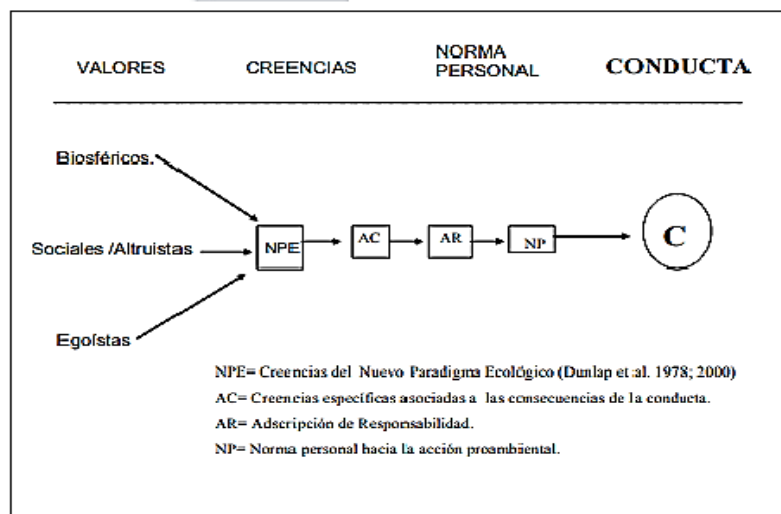 VALORES CREENCIAS NORMA PERSONAL CONDUCTA
Biosféricos.
Sociales /Altruistas
Egoístas
NPE AC AR NP C
NPE= Creencias del Nuevo Paradigma Ecológico (Dunlap et al. 1978; 2000)
AC= Creencias específicas asociadas a las consecuencias de la conducta.
AR= Adscripción de Responsabilidad.
NP= Norma personal hacia la acción proambiental.